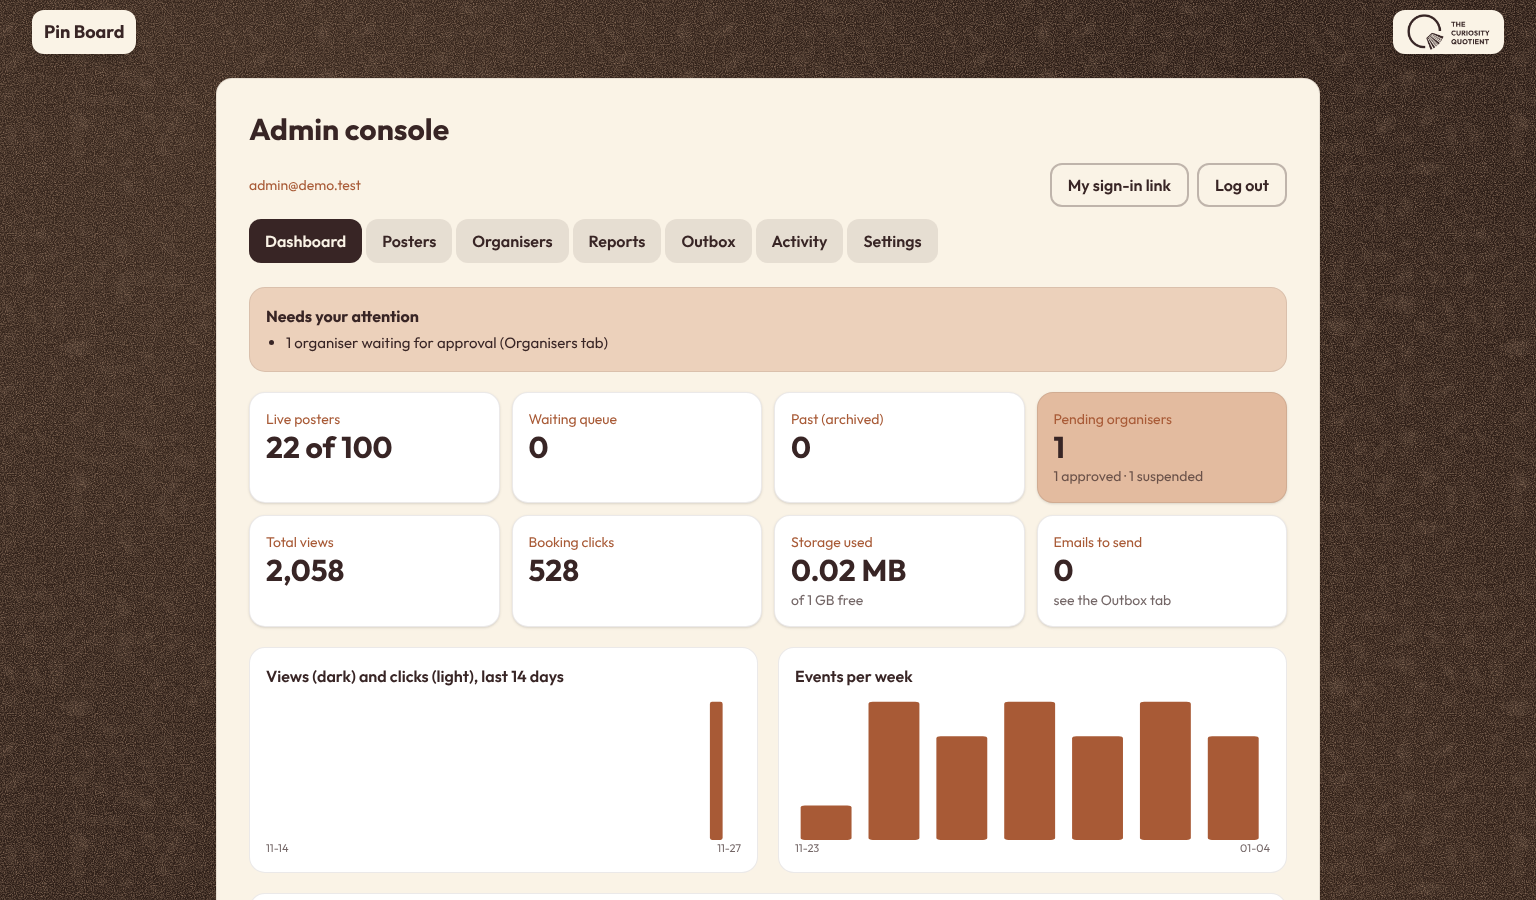 Pin Board
THE
CURIOSITY
QUOTIENT
Admin console
admin@demo.test
My sign-in link
Log out
Dashboard
Posters
Organisers
Reports
Outbox
Activity
Settings
Needs your attention
• 1 organiser waiting for approval (Organisers tab)
Live posters
22 of 100
Waiting queue
0
Past (archived)
0
Pending organisers
1
1 approved · 1 suspended
Total views
2,058
Booking clicks
528
Storage used
0.02 MB
of 1 GB free
Emails to send
0
see the Outbox tab
Views (dark) and clicks (light), last 14 days
11-14
11-27
Events per week
11-23
01-04